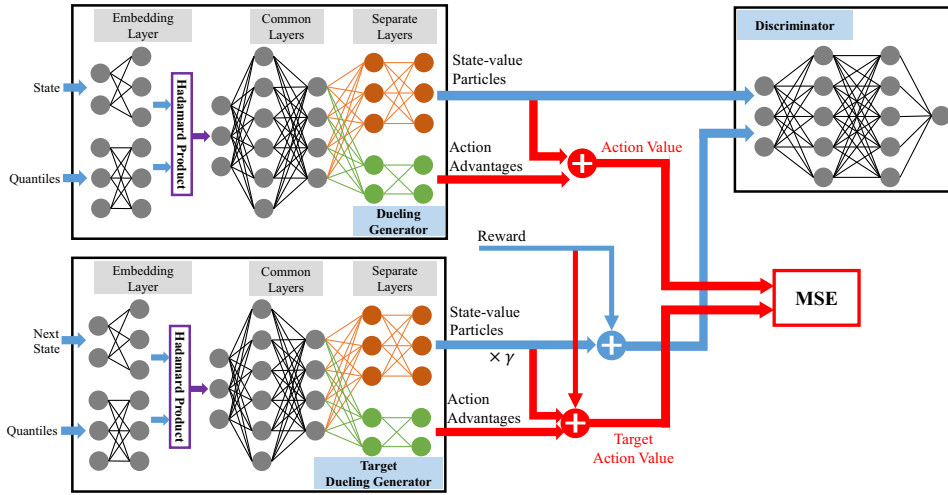 Embedding
Layer
Common
Layers
Separate
Layers
State
Quantiles
Hadamard Product
State-value
Particles
Action
Advantages
Dueling
Generator
Action Value
Discriminator
Reward
MSE
Embedding
Layer
Common
Layers
Separate
Layers
Next
State
Quantiles
Hadamard Product
State-value
Particles
× γ
Action
Advantages
Target
Dueling Generator
Target
Action Value